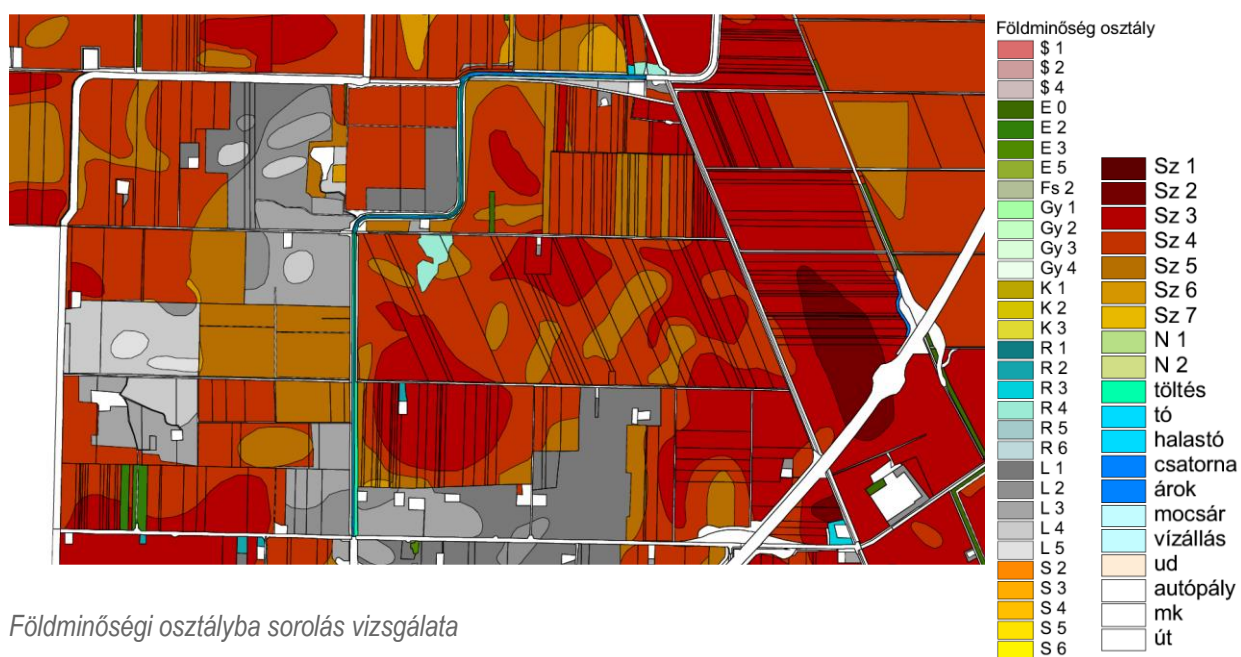 Földminőség osztály
$ 1
$ 2
$ 4
E 0
E 2
E 3
E 5
Fs 2
Gy 1
Gy 2
Gy 3
Gy 4
K 1
K 2
K 3
R 1
R 2
R 3
R 4
R 5
R 6
L 1
L 2
L 3
L 4
L 5
S 2
S 3
S 4
S 5
S 6
Sz 1
Sz 2
Sz 3
Sz 4
Sz 5
Sz 6
Sz 7
N 1
N 2
töltés
tó
halastó
csatorna
árok
mocsár
vízállás
ud
autópály
mk
út
Földminőségi osztályba sorolás vizsgálata